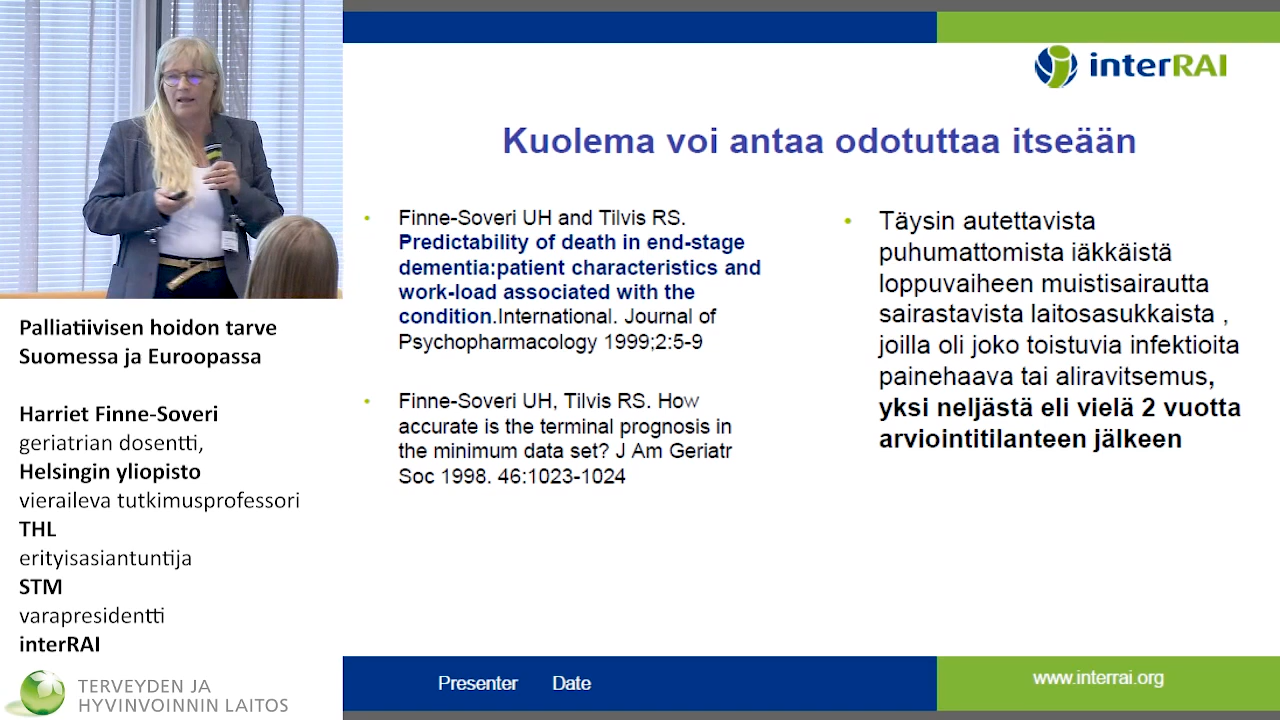 Palliatiivisen hoidon tarve
Suomessa ja Euroopassa
Harriet Finne-Soveri
geriatrian dosentti,
Helsingin yliopisto
vieraileva tutkimusprofessori
THL
erityisasiantuntija
STM
varapresidentti
interRAI
TERVEYDEN JA
HYVINVOINNIN LAITOS
interRAI
Kuolema voi antaa odotuttaa itseään
• Finne-Soveri UH and Tilvis RS.
Predictability of death in end-stage
dementia:patient characteristics and
work-load associated with the
condition.International. Journal of
Psychopharmacology 1999;2:5-9
• Finne-Soveri UH, Tilvis RS. How
accurate is the terminal prognosis in
the minimum data set? J Am Geriatr
Soc 1998. 46:1023-1024
• Täysin autettavista
puhumattomista iäkkäistä
loppuvaiheen muistisairautta
sairastavista laitosasukkaista ,
joilla oli joko toistuvia infektioita
painehaava tai aliravitsemus,
yksi neljästä eli vielä 2 vuotta
arviointitilanteen jälkeen
Presenter Date
www.interrai.org